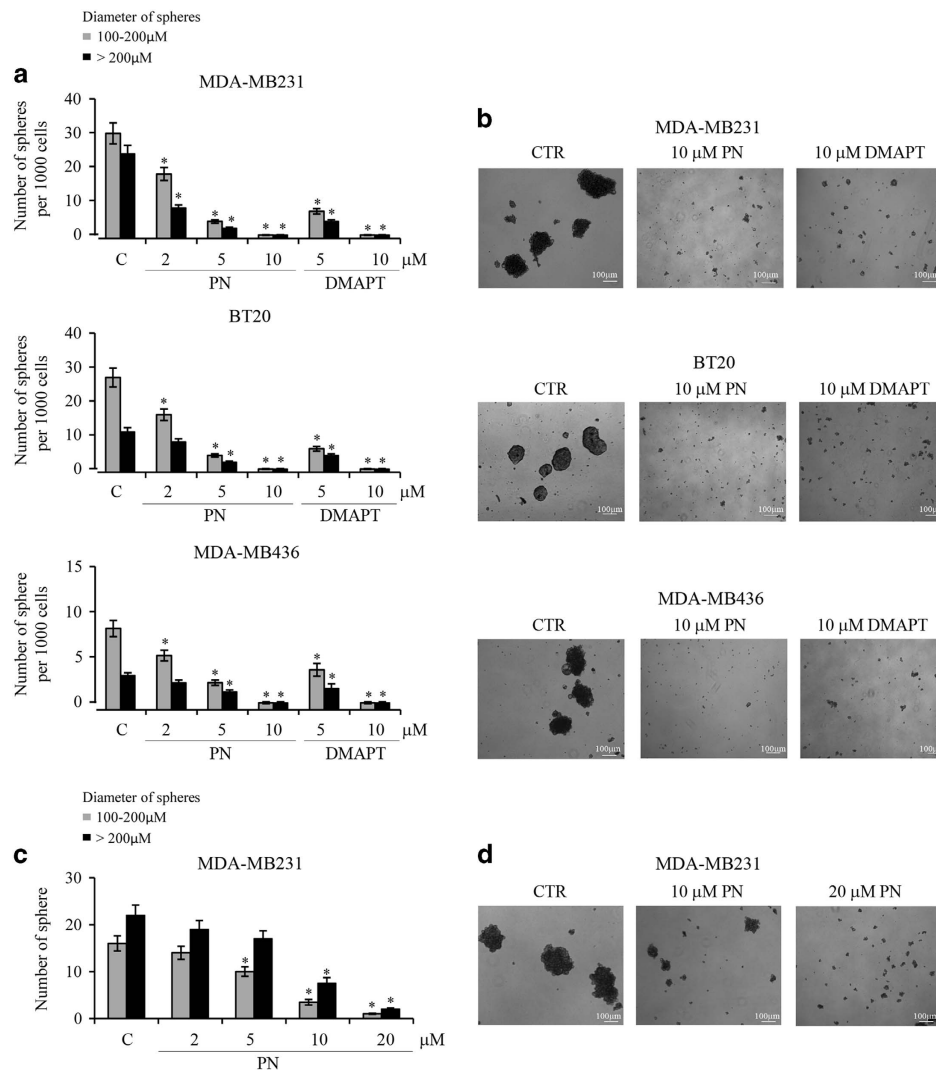 Diameter of spheres
100-200μM
> 200μM
a
MDA-MB231
Number of spheres
per 1000 cells
40
30
20
10
0
* * * * * * * * * *
C 2 5 10 5 10 μM
PN DMAPT
BT20
Number of spheres
per 1000 cells
40
30
20
10
0
* * * * * * * * *
C 2 5 10 5 10 μM
PN DMAPT
MDA-MB436
Number of sphere
per 1000 cells
15
10
5
0
* * * * * * * * *
C 2 5 10 5 10 μM
PN DMAPT
b
MDA-MB231
CTR 10 μM PN 10 μM DMAPT
100μm 100μm 100μm
BT20
CTR 10 μM PN 10 μM DMAPT
100μm 100μm 100μm
MDA-MB436
CTR 10 μM PN 10 μM DMAPT
100μm 100μm 100μm
Diameter of spheres
100-200μM
> 200μM
c
MDA-MB231
Number of sphere
30
20
10
0
* * * * *
C 2 5 10 20 μM
PN
d
MDA-MB231
CTR 10 μM PN 20 μM PN
100μm 100μm 100μm